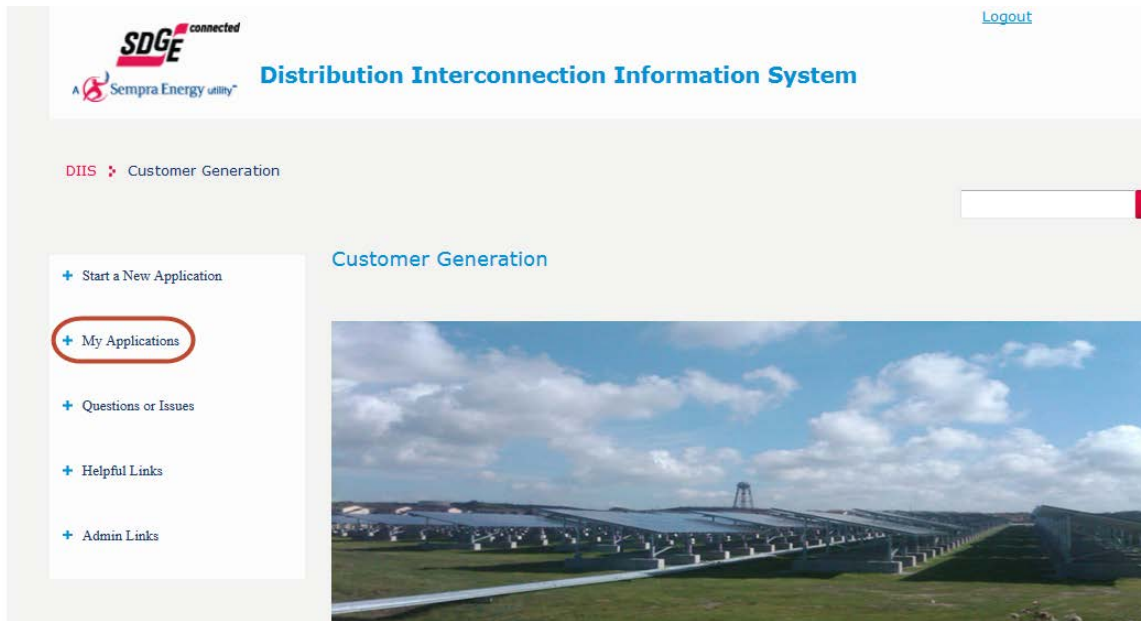 Logout
connected
SDGE
A Sempra Energy utility™
Distribution Interconnection Information System
DIIS Customer Generation
Customer Generation
+ Start a New Application
+ My Applications
+ Questions or Issues
+ Helpful Links
+ Admin Links